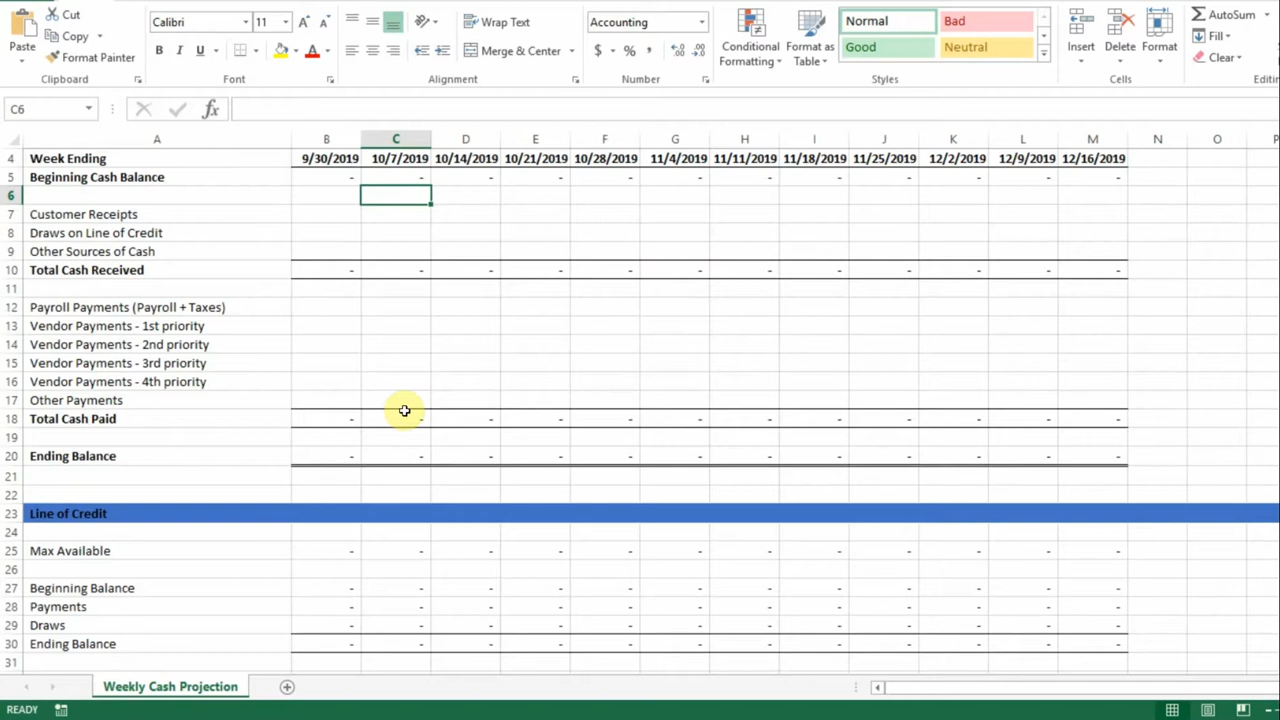 Cut
Copy
Format Painter
Paste
Clipboard
Calibri 11
B I U
Font
Wrap Text
Merge & Center
Alignment
Accounting
$ % ,
Number
Conditional Formatting
Format as Table
Normal Bad
Good Neutral
Styles
Insert Delete Format
Cells
AutoSum
Fill
Clear
Editin
C6 fx
A B C D E F G H I J K L M N O P
4 Week Ending 9/30/2019 10/7/2019 10/14/2019 10/21/2019 10/28/2019 11/4/2019 11/11/2019 11/18/2019 11/25/2019 12/2/2019 12/9/2019 12/16/2019
5 Beginning Cash Balance - - - - - - - - - - - -
6
7 Customer Receipts
8 Draws on Line of Credit
9 Other Sources of Cash
10 Total Cash Received - - - - - - - - - - - -
11
12 Payroll Payments (Payroll + Taxes)
13 Vendor Payments - 1st priority
14 Vendor Payments - 2nd priority
15 Vendor Payments - 3rd priority
16 Vendor Payments - 4th priority
17 Other Payments
18 Total Cash Paid - - - - - - - - - - - -
19
20 Ending Balance - - - - - - - - - - - -
21
22
23 Line of Credit
24
25 Max Available - - - - - - - - - - - -
26
27 Beginning Balance - - - - - - - - - - - -
28 Payments - - - - - - - - - - - -
29 Draws - - - - - - - - - - - -
30 Ending Balance - - - - - - - - - - - -
31
Weekly Cash Projection
READY